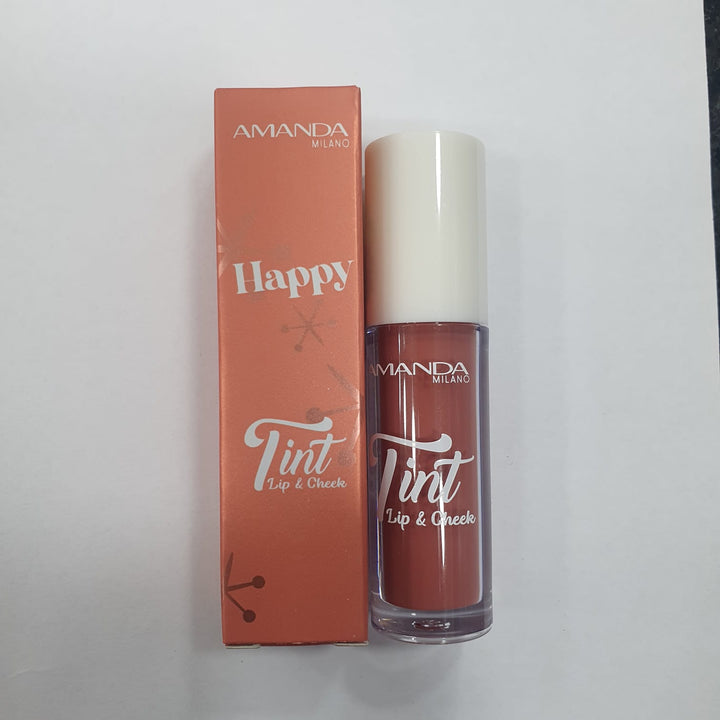 AMANDA
MILANO
Happy
Tint
Lip & Cheek
AMANDA
MILANO
Tint
Lip & Cheek